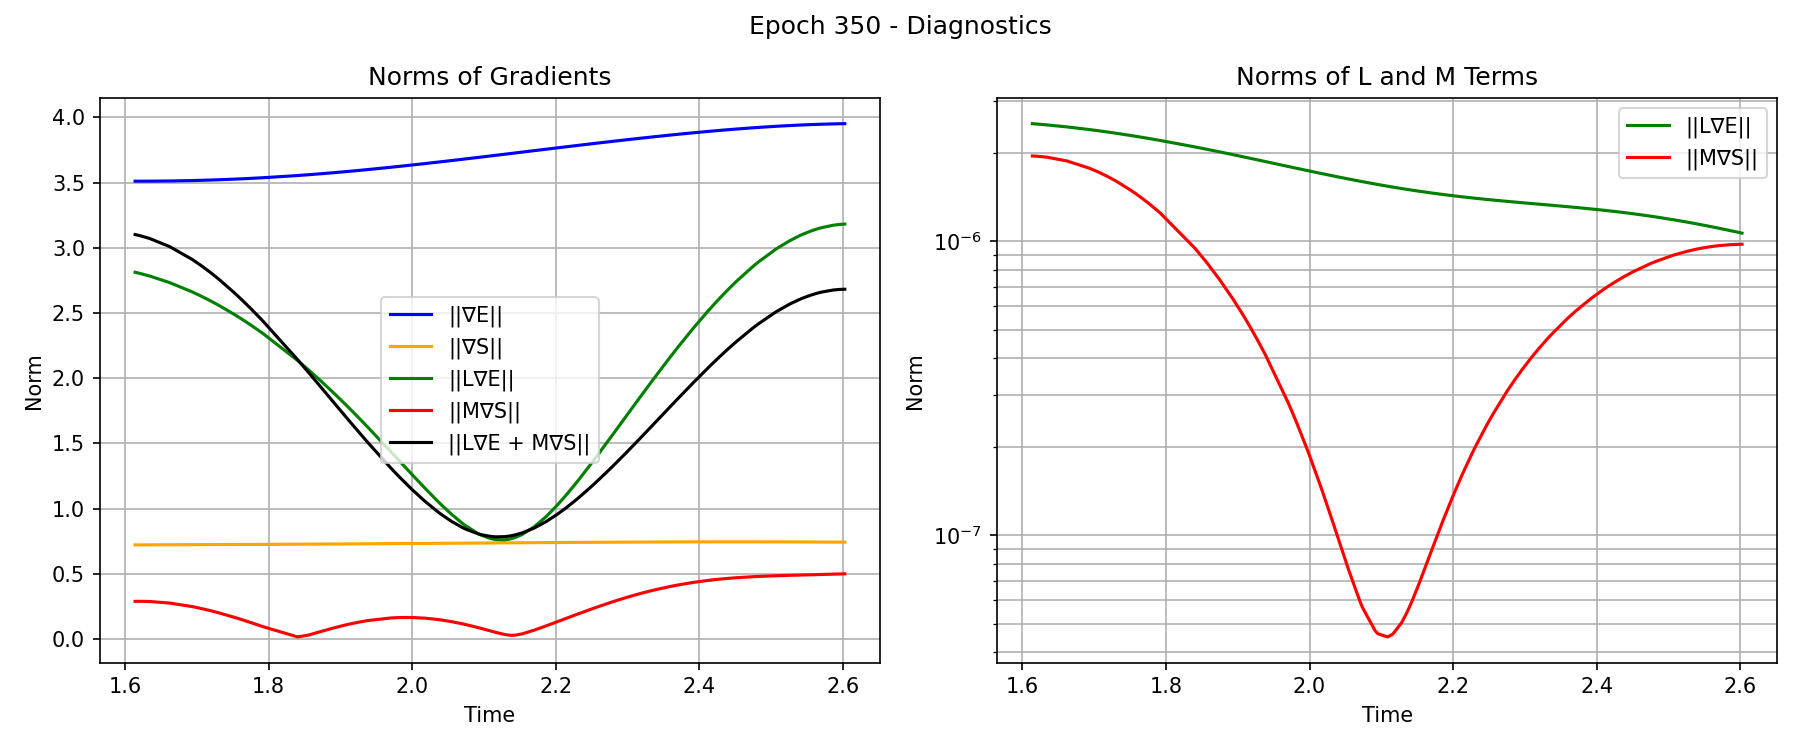 Epoch 350 - Diagnostics
Norms of Gradients
4.0
3.5
3.0
2.5
2.0
1.5
1.0
0.5
0.0
Norm
||∇E||
||∇S||
||L∇E||
||M∇S||
||L∇E + M∇S||
1.6 1.8 2.0 2.2 2.4 2.6
Time
Norms of L and M Terms
10⁻⁶
10⁻⁷
Norm
||L∇E||
||M∇S||
1.6 1.8 2.0 2.2 2.4 2.6
Time